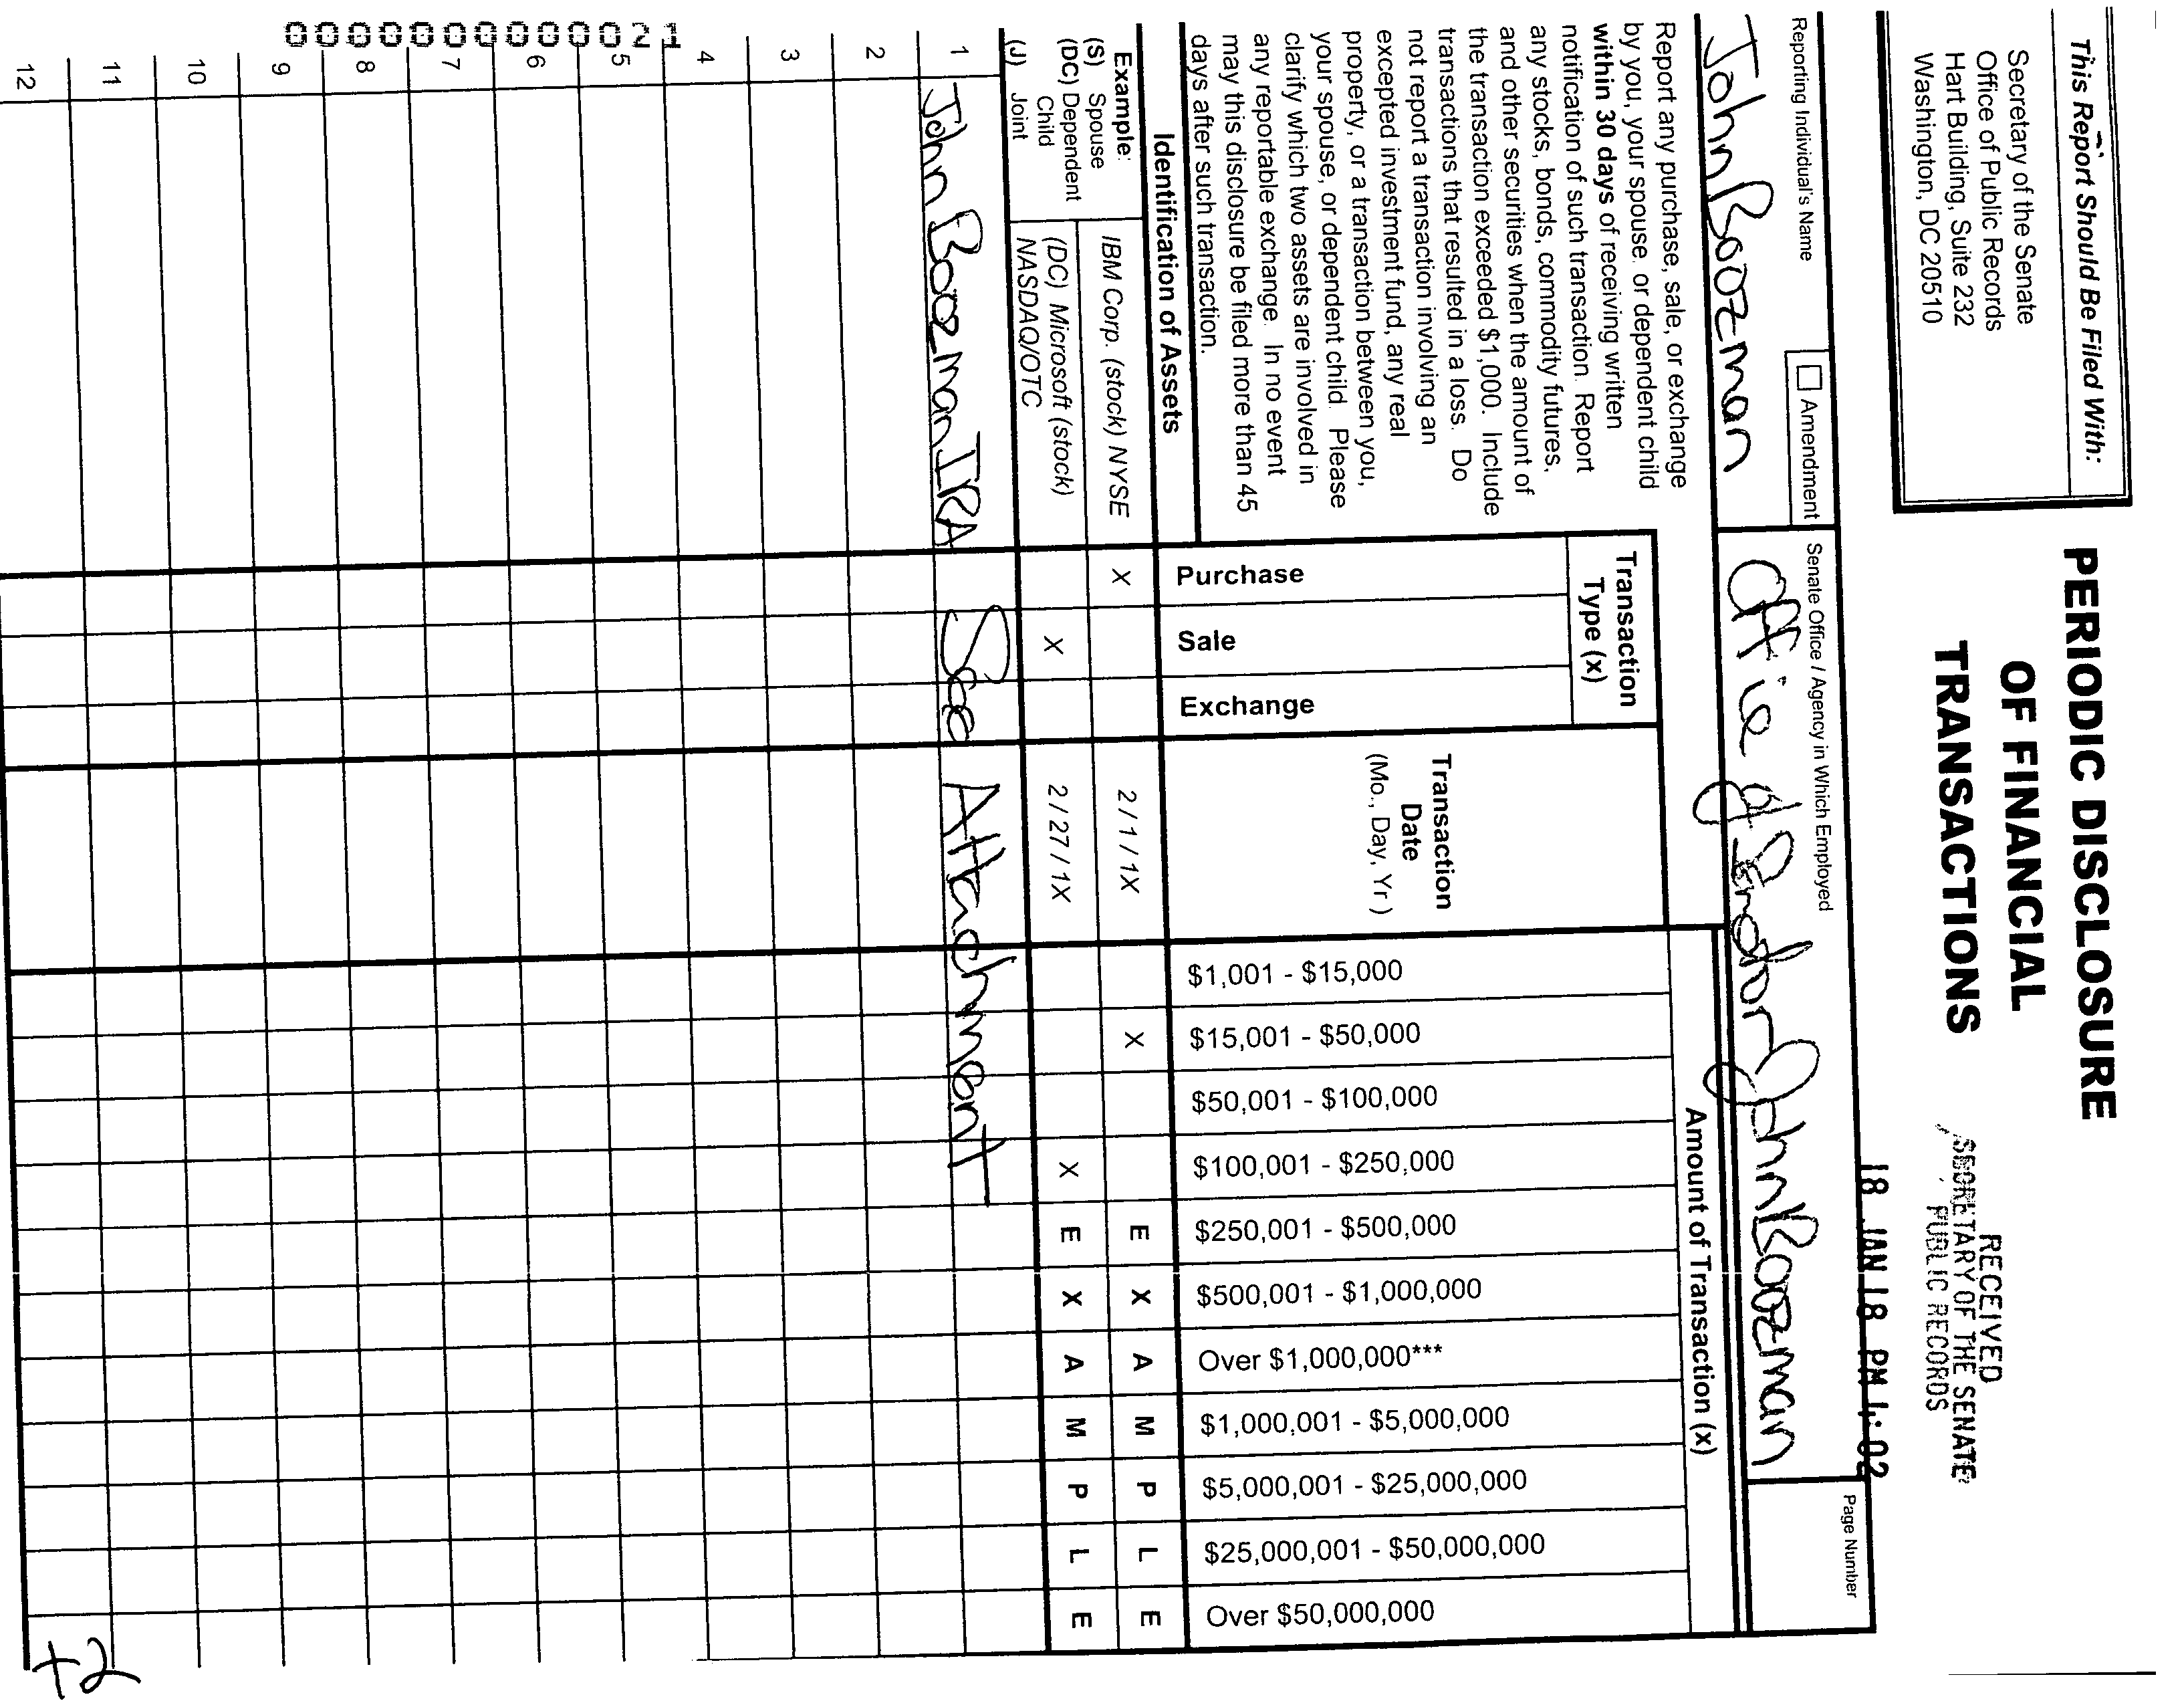 This Report Should Be Filed With:
Secretary of the Senate
Office of Public Records
Hart Building, Suite 232
Washington, DC 20510
PERIODIC DISCLOSURE
OF FINANCIAL
TRANSACTIONS
RECEIVED
SECRETARY OF THE SENATE
PUBLIC RECORDS
18 JAN 18 PM 4:02
Reporting Individual's Name
Amendment
Senate Office / Agency in Which Employed
Page Number
John Boozman
Office of Senator John Boozman
Report any purchase, sale, or exchange
by you, your spouse, or dependent child
within 30 days of receiving written
notification of such transaction. Report
any stocks, bonds, commodity futures,
and other securities when the amount of
the transaction exceeded $1,000. Include
transactions that resulted in a loss. Do
not report a transaction involving an
excepted investment fund, any real
property, or a transaction between you,
your spouse, or dependent child. Please
clarify which two assets are involved in
any reportable exchange. In no event
may this disclosure be filed more than 45
days after such transaction.
Identification of Assets
Transaction
Type (x)
Purchase
Sale
Exchange
Transaction
Date
(Mo., Day, Yr)
Amount of Transaction (x)
$1,001 - $15,000
$15,001 - $50,000
$50,001 - $100,000
$100,001 - $250,000
$250,001 - $500,000
$500,001 - $1,000,000
Over $1,000,000***
$1,000,001 - $5,000,000
$5,000,001 - $25,000,000
$25,000,001 - $50,000,000
Over $50,000,000
Example:
(S) Spouse
(DC) Dependent
Child
(J) Joint
IBM Corp. (stock) NYSE X 2 / 1 / 1X X E X A M P L E
(DC) Microsoft (stock)
NASDAQ/OTC X 2 / 27 / 1X X E X A M P L E
1 John Boozman IRA See Attachment
2
3
4
5
6
7
8
9
10
11
12
000000000021
+2